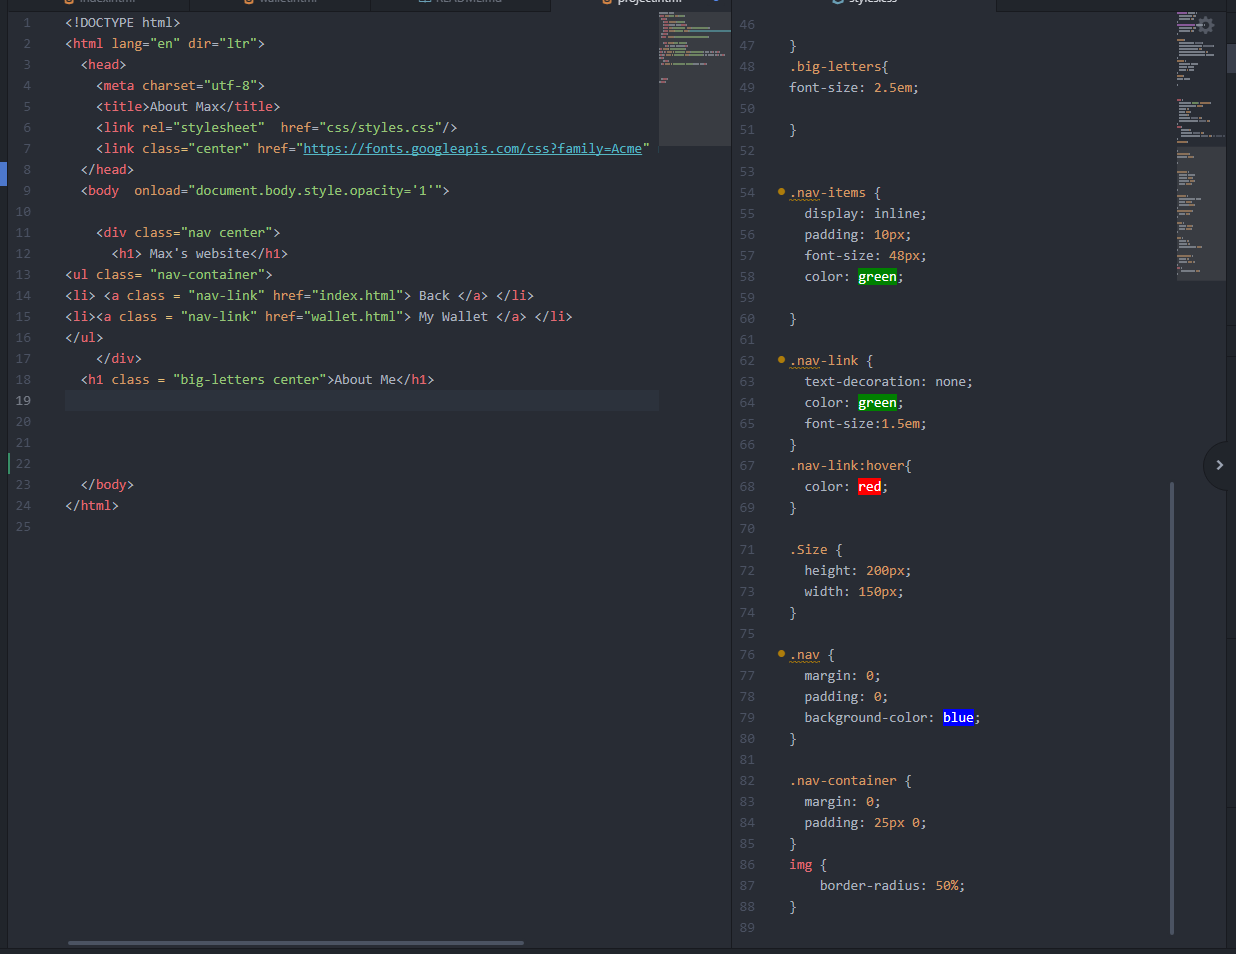 README.md
project.html
styles.css
1 <!DOCTYPE html>
2 <html lang="en" dir="ltr">
3 <head>
4 <meta charset="utf-8">
5 <title>About Max</title>
6 <link rel="stylesheet"  href="css/styles.css"/>
7 <link class="center" href="https://fonts.googleapis.com/css?family=Acme"
8 </head>
9 <body  onload="document.body.style.opacity='1'">
10
11 <div class="nav center">
12 <h1> Max's website</h1>
13 <ul class= "nav-container">
14 <li> <a class = "nav-link" href="index.html"> Back </a> </li>
15 <li><a class = "nav-link" href="wallet.html"> My Wallet </a> </li>
16 </ul>
17 </div>
18 <h1 class = "big-letters center">About Me</h1>
19
20
21
22
23 </body>
24 </html>
25
46
47 }
48 .big-letters{
49 font-size: 2.5em;
50
51 }
52
53
54 .nav-items {
55 display: inline;
56 padding: 10px;
57 font-size: 48px;
58 color: green;
59
60 }
61
62 .nav-link {
63 text-decoration: none;
64 color: green;
65 font-size:1.5em;
66 }
67 .nav-link:hover{
68 color: red;
69 }
70
71 .Size {
72 height: 200px;
73 width: 150px;
74 }
75
76 .nav {
77 margin: 0;
78 padding: 0;
79 background-color: blue;
80 }
81
82 .nav-container {
83 margin: 0;
84 padding: 25px 0;
85 }
86 img {
87 border-radius: 50%;
88 }
89